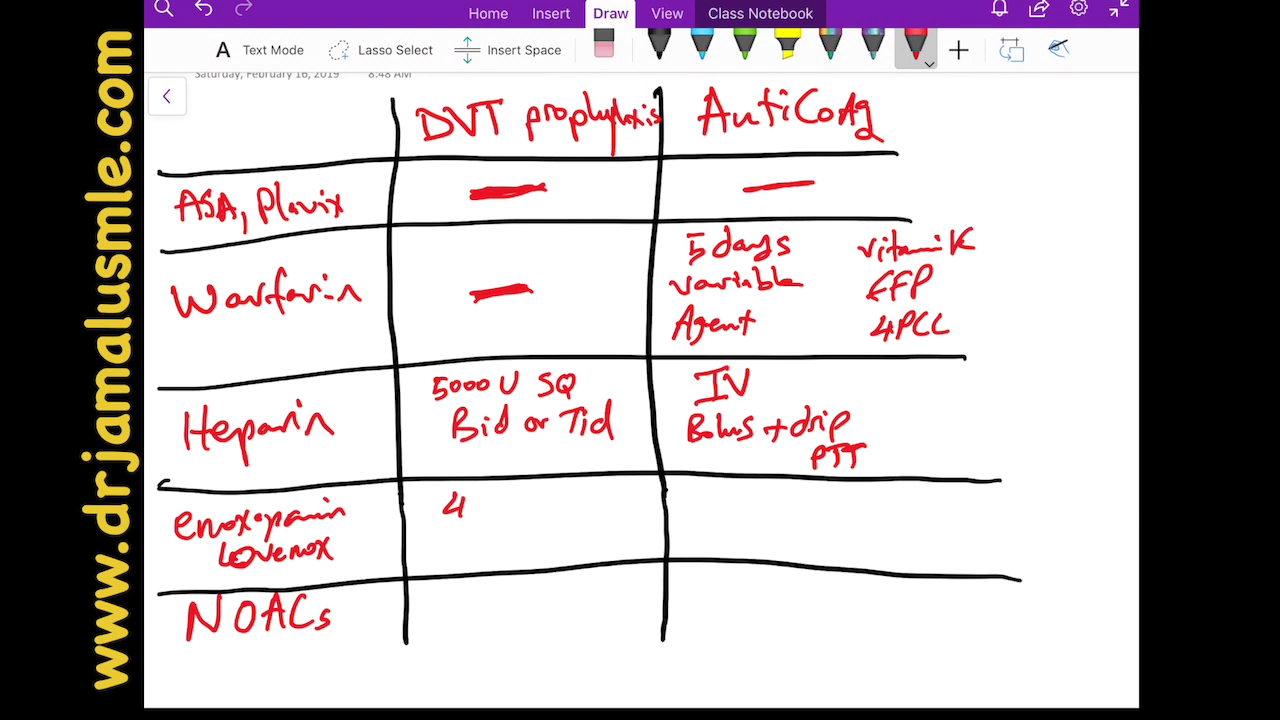 www.drjamalusmle.com
Home Insert Draw View Class Notebook
Text Mode Lasso Select Insert Space
Saturday, February 16, 2019 8:48 AM
DVT prophylaxis AntiCoAg
ASA, Plavix
5 days vitamin K
variable FFP
Warfarin
Agent 4PCC
5000 U SQ IV
Bid or Tid Bolus + drip
Heparin
PTT
4
enoxaparin
Lovenox
NOACs